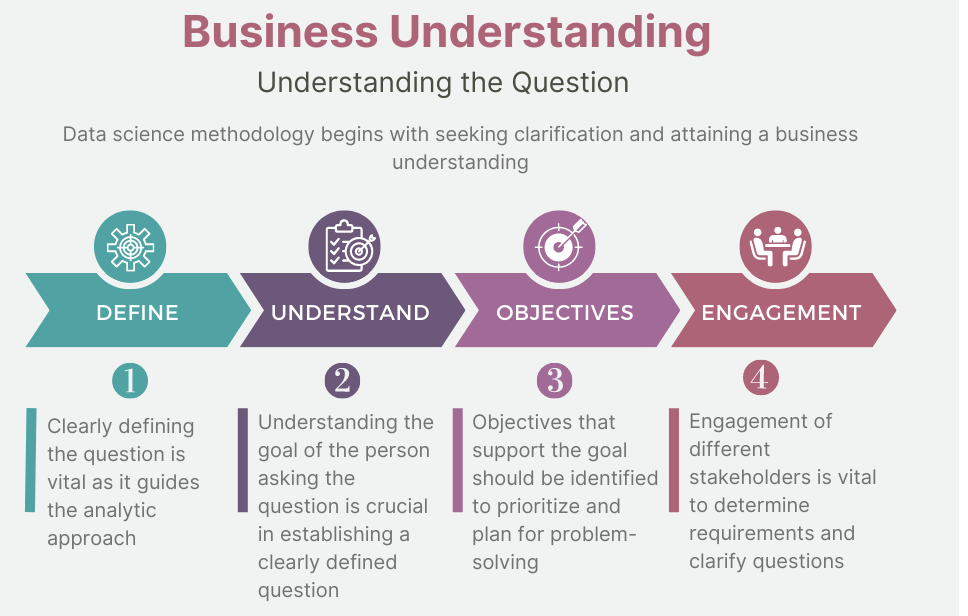 Business Understanding
Understanding the Question
Data science methodology begins with seeking clarification and attaining a business
understanding
DEFINE
UNDERSTAND
OBJECTIVES
ENGAGEMENT
1
Clearly defining
the question is
vital as it guides
the analytic
approach
2
Understanding the
goal of the person
asking the
question is crucial
in establishing a
clearly defined
question
3
Objectives that
support the goal
should be identified
to prioritize and
plan for problem-
solving
4
Engagement of
different
stakeholders is vital
to determine
requirements and
clarify questions